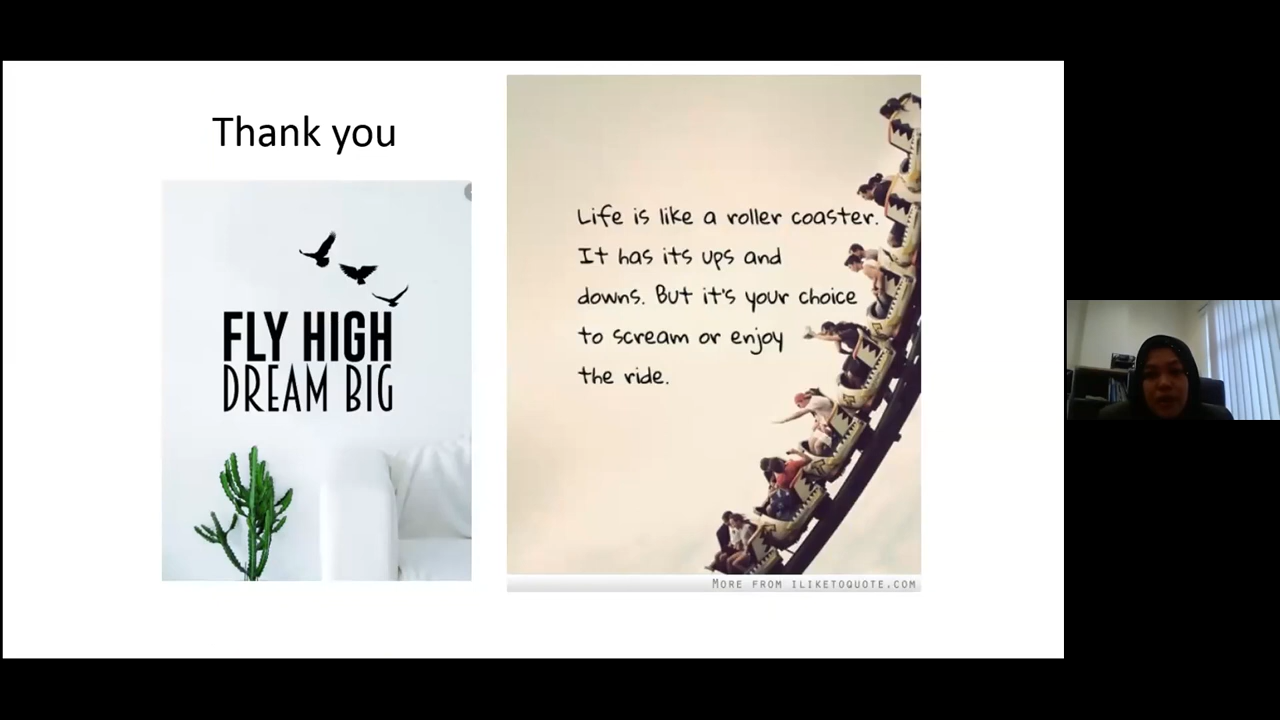 Thank you
FLY HIGH
DREAM BIG
Life is like a roller coaster.
It has its ups and
downs. But it's your choice
to scream or enjoy
the ride.
MORE FROM ILIKETOQUOTE.COM